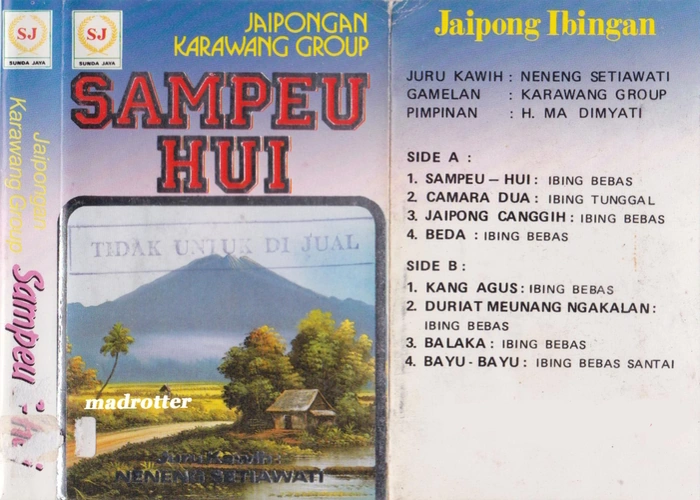 SJ
SUNDA JAYA
Jaipongan
Karawang Group
Sampeu
SJ
SUNDA JAYA
JAIPONGAN
KARAWANG GROUP
SAMPEU
HUI
TIDAK UNTUK DI JUAL
madrotter
Juru Kawih :
NENENG SETIAWATI
Jaipong Ibingan
JURU KAWIH : NENENG SETIAWATI
GAMELAN : KARAWANG GROUP
PIMPINAN : H. MA DIMYATI
SIDE A :
1. SAMPEU – HUI : IBING BEBAS
2. CAMARA DUA : IBING TUNGGAL
3. JAIPONG CANGGIH : IBING BEBAS
4. BEDA : IBING BEBAS
SIDE B :
1. KANG AGUS : IBING BEBAS
2. DURIAT MEUNANG NGAKALAN :
IBING BEBAS
3. BALAKA : IBING BEBAS
4. BAYU - BAYU : IBING BEBAS SANTAI